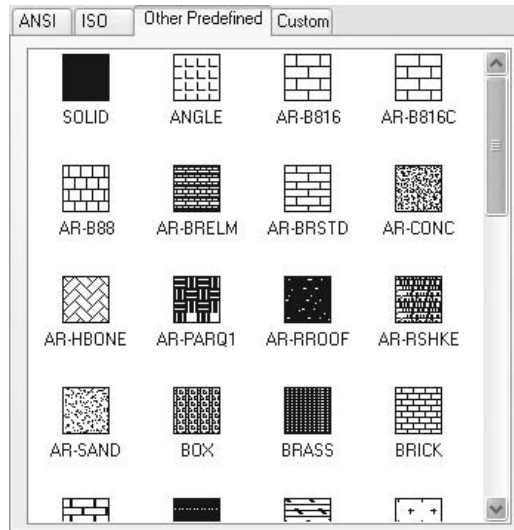 ANSI ISO Other Predefined Custom
SOLID ANGLE AR-B816 AR-B816C
AR-B88 AR-BRELM AR-BRSTD AR-CONC
AR-HBONE AR-PARQ1 AR-RROOF AR-RSHKE
AR-SAND BOX BRASS BRICK